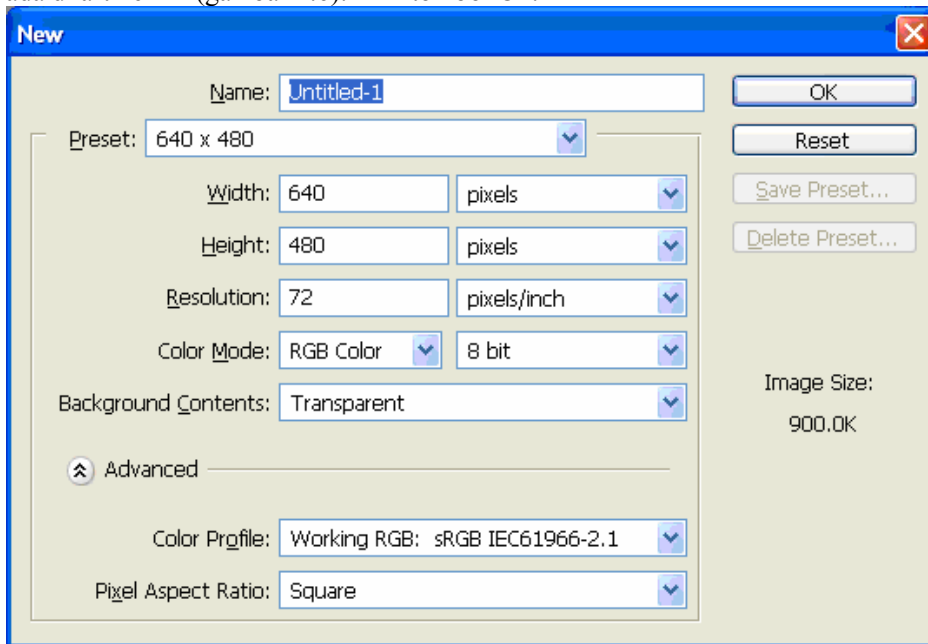 New
Name: Untitled-1
OK
Preset: 640 x 480
Reset
Width: 640 pixels
Save Preset...
Height: 480 pixels
Delete Preset...
Resolution: 72 pixels/inch
Color Mode: RGB Color 8 bit
Image Size:
Background Contents: Transparent
900.0K
Advanced
Color Profile: Working RGB: sRGB IEC61966-2.1
Pixel Aspect Ratio: Square